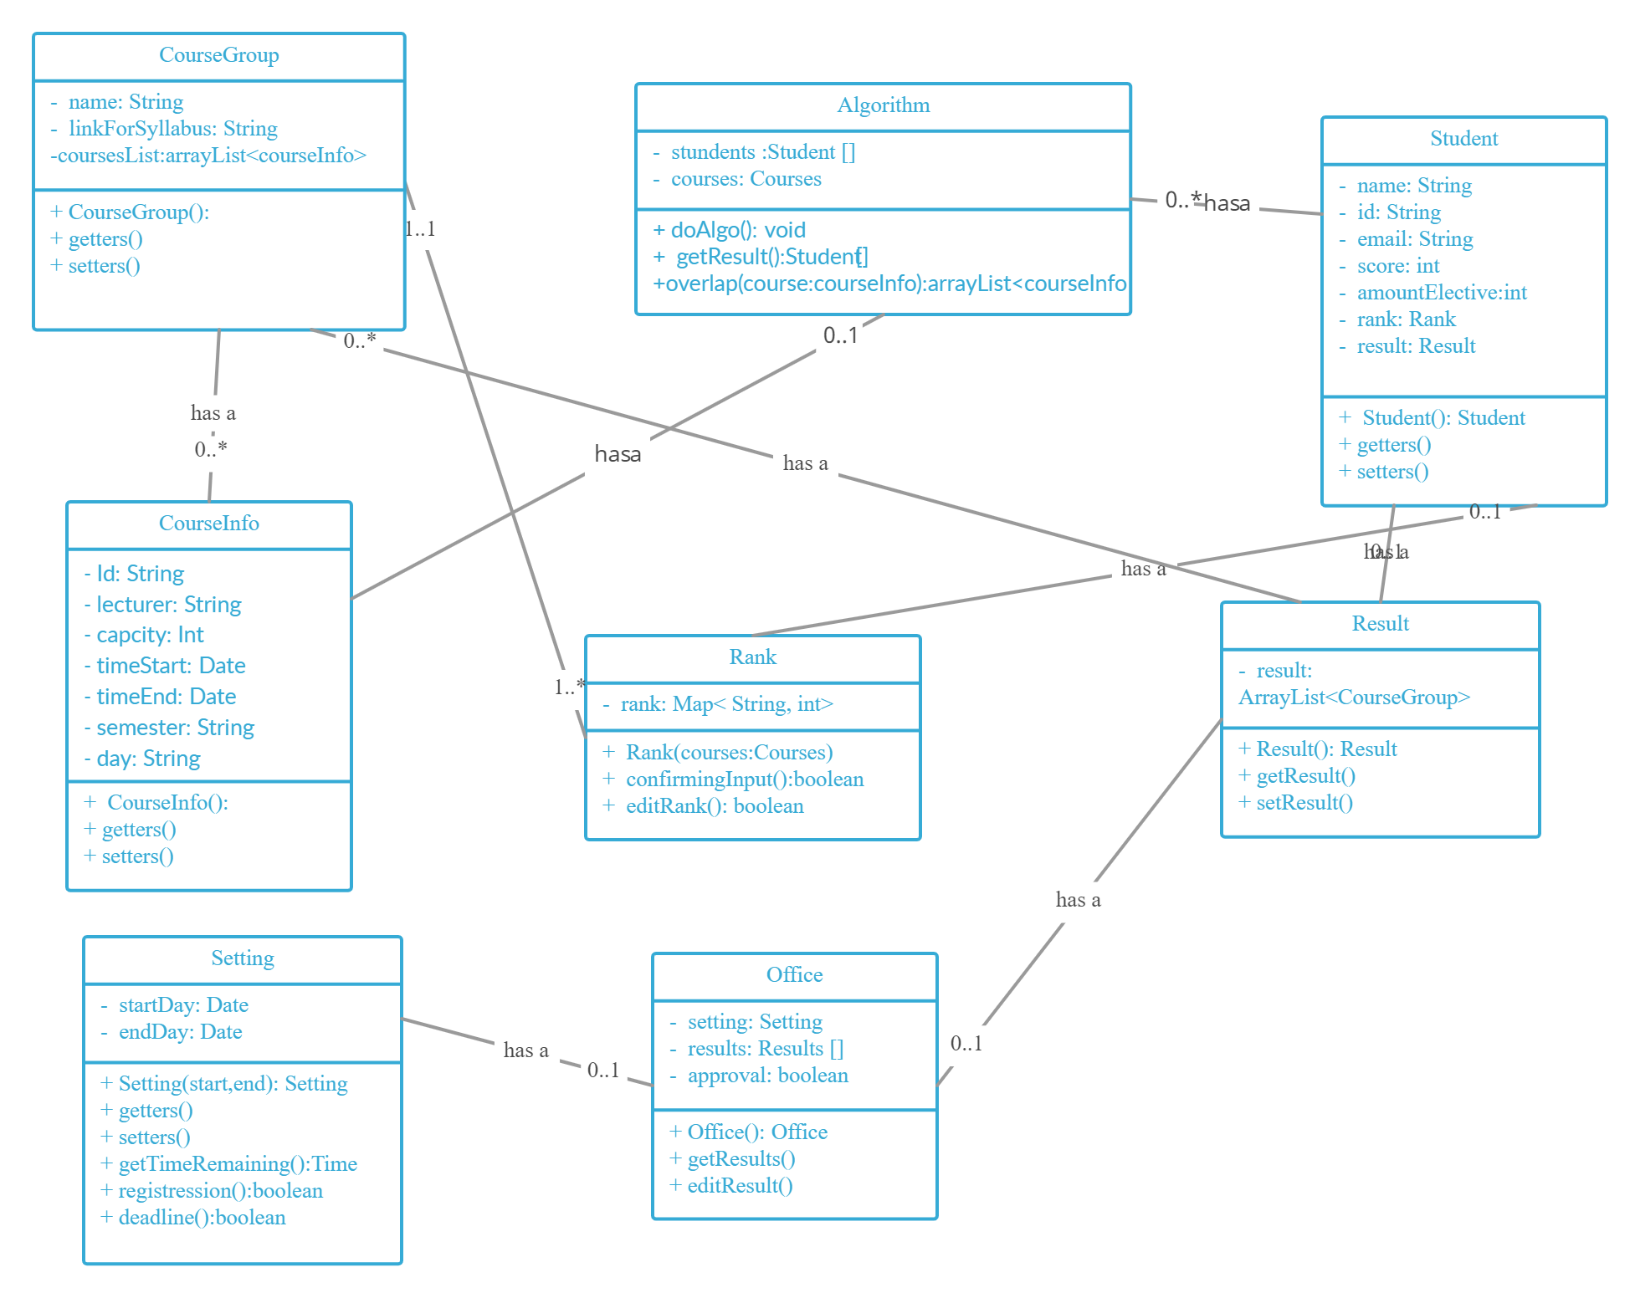 CourseGroup
- name: String
- linkForSyllabus: String
-coursesList:arrayList<courseInfo>
+ CourseGroup():
+ getters()
+ setters()
Algorithm
- stundents :Student []
- courses: Courses
+ doAlgo(): void
+ getResult():Student[]
+overlap(course:courseInfo):arrayList<courseInfo
Student
- name: String
- id: String
- email: String
- score: int
- amountElective:int
- rank: Rank
- result: Result
+ Student(): Student
+ getters()
+ setters()
0..*
hasa
1..1
0..*
0..1
has a
0..*
hasa
has a
0..1
has a
0..1
has a
1..*
CourseInfo
- Id: String
- lecturer: String
- capcity: Int
- timeStart: Date
- timeEnd: Date
- semester: String
- day: String
+ CourseInfo():
+ getters()
+ setters()
Rank
- rank: Map< String, int>
+ Rank(courses:Courses)
+ confirmingInput():boolean
+ editRank(): boolean
Result
- result:
ArrayList<CourseGroup>
+ Result(): Result
+ getResult()
+ setResult()
has a
0..1
Setting
- startDay: Date
- endDay: Date
+ Setting(start,end): Setting
+ getters()
+ setters()
+ getTimeRemaining():Time
+ registression():boolean
+ deadline():boolean
has a
0..1
Office
- setting: Setting
- results: Results []
- approval: boolean
+ Office(): Office
+ getResults()
+ editResult()